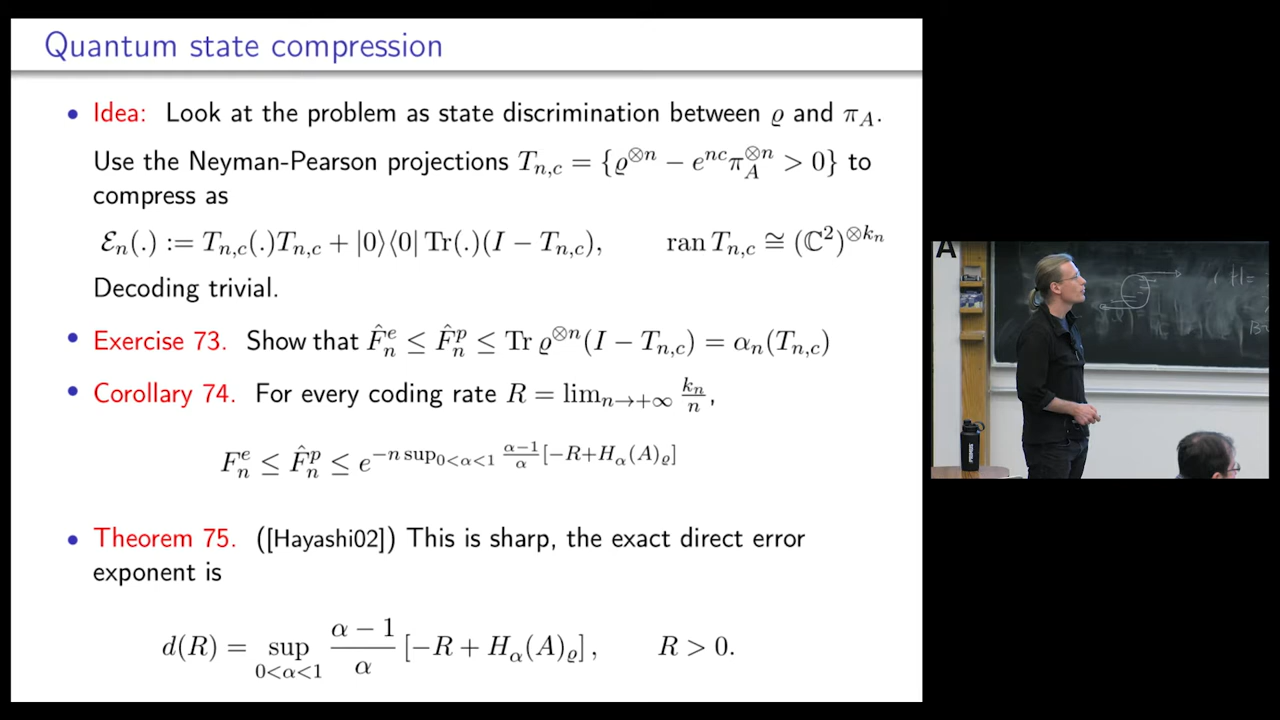 Quantum state compression
• Idea: Look at the problem as state discrimination between ϱ and π_A.
Use the Neyman-Pearson projections T_{n,c} = {ϱ^{⊗n} − e^{nc}π_A^{⊗n} > 0} to
compress as
ℰ_n(.) := T_{n,c}(.)T_{n,c} + |0⟩⟨0| Tr(.)(I − T_{n,c}), ran T_{n,c} ≅ (ℂ^2)^{⊗k_n}
Decoding trivial.
• Exercise 73. Show that F̂_n^e ≤ F̂_n^p ≤ Tr ϱ^{⊗n}(I − T_{n,c}) = α_n(T_{n,c})
• Corollary 74. For every coding rate R = lim_{n→+∞} k_n/n,
F_n^e ≤ F̂_n^p ≤ e^{−n sup_{0<α<1} (α−1)/α [−R+H_α(A)_ϱ]}
• Theorem 75. ([Hayashi02]) This is sharp, the exact direct error
exponent is
d(R) = sup_{0<α<1} (α − 1)/α [−R + H_α(A)_ϱ], R > 0.
A